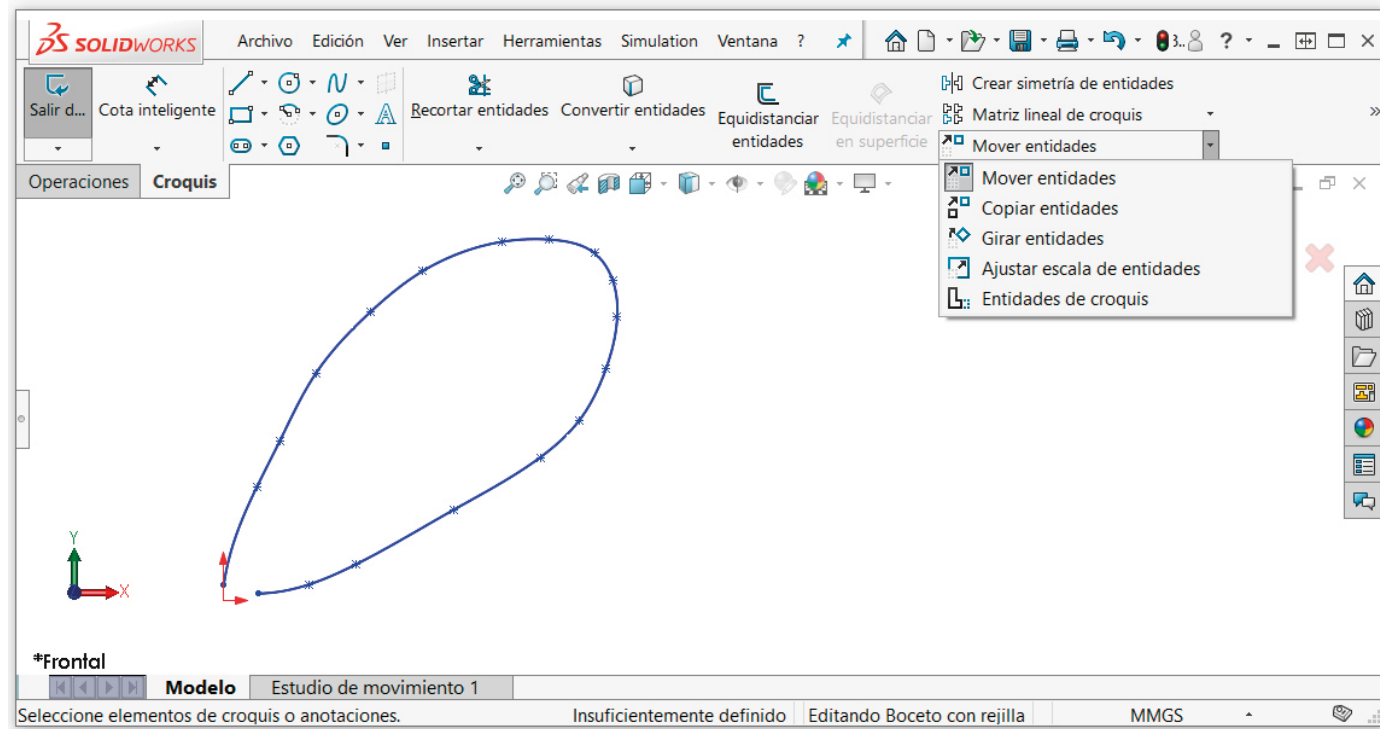 SOLIDWORKS Archivo Edición Ver Insertar Herramientas Simulation Ventana ? 3.. ?
Salir d... Cota inteligente Recortar entidades Convertir entidades Equidistanciar entidades Equidistanciar en superficie
Crear simetría de entidades
Matriz lineal de croquis
Mover entidades
Operaciones Croquis
Mover entidades
Copiar entidades
Girar entidades
Ajustar escala de entidades
Entidades de croquis
Y
X
*Frontal
Modelo Estudio de movimiento 1
Seleccione elementos de croquis o anotaciones. Insuficientemente definido Editando Boceto con rejilla MMGS